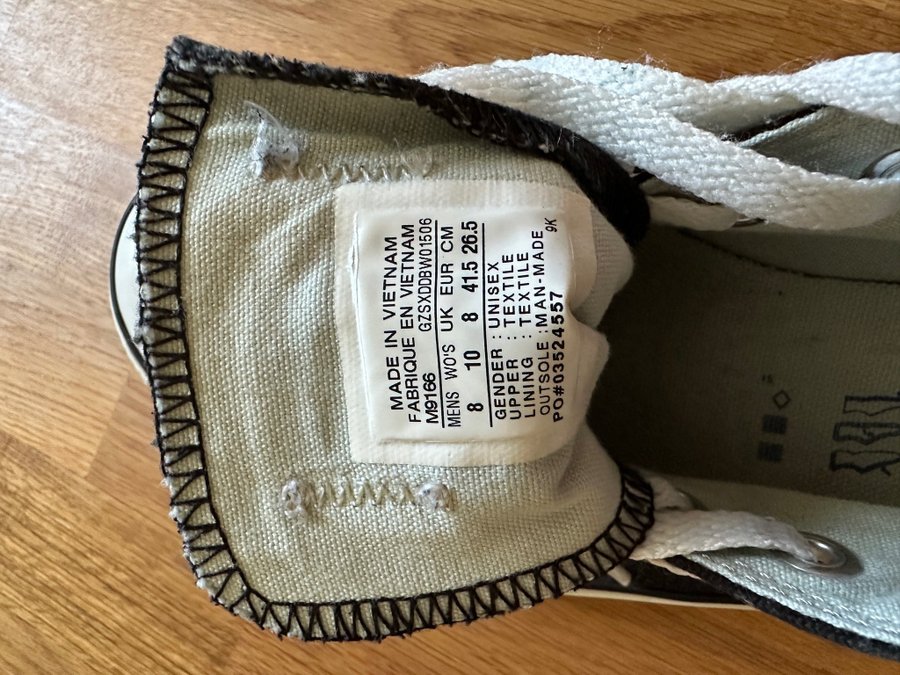 MADE IN VIETNAM
FABRIQUE EN VIETNAM
M9166 GZSXDDBW01506
MENS WO'S UK EUR CM
8 10 8 41.5 26.5
GENDER : UNISEX
UPPER : TEXTILE
LINING : TEXTILE
OUTSOLE : MAN-MADE
PO#03524557 9K